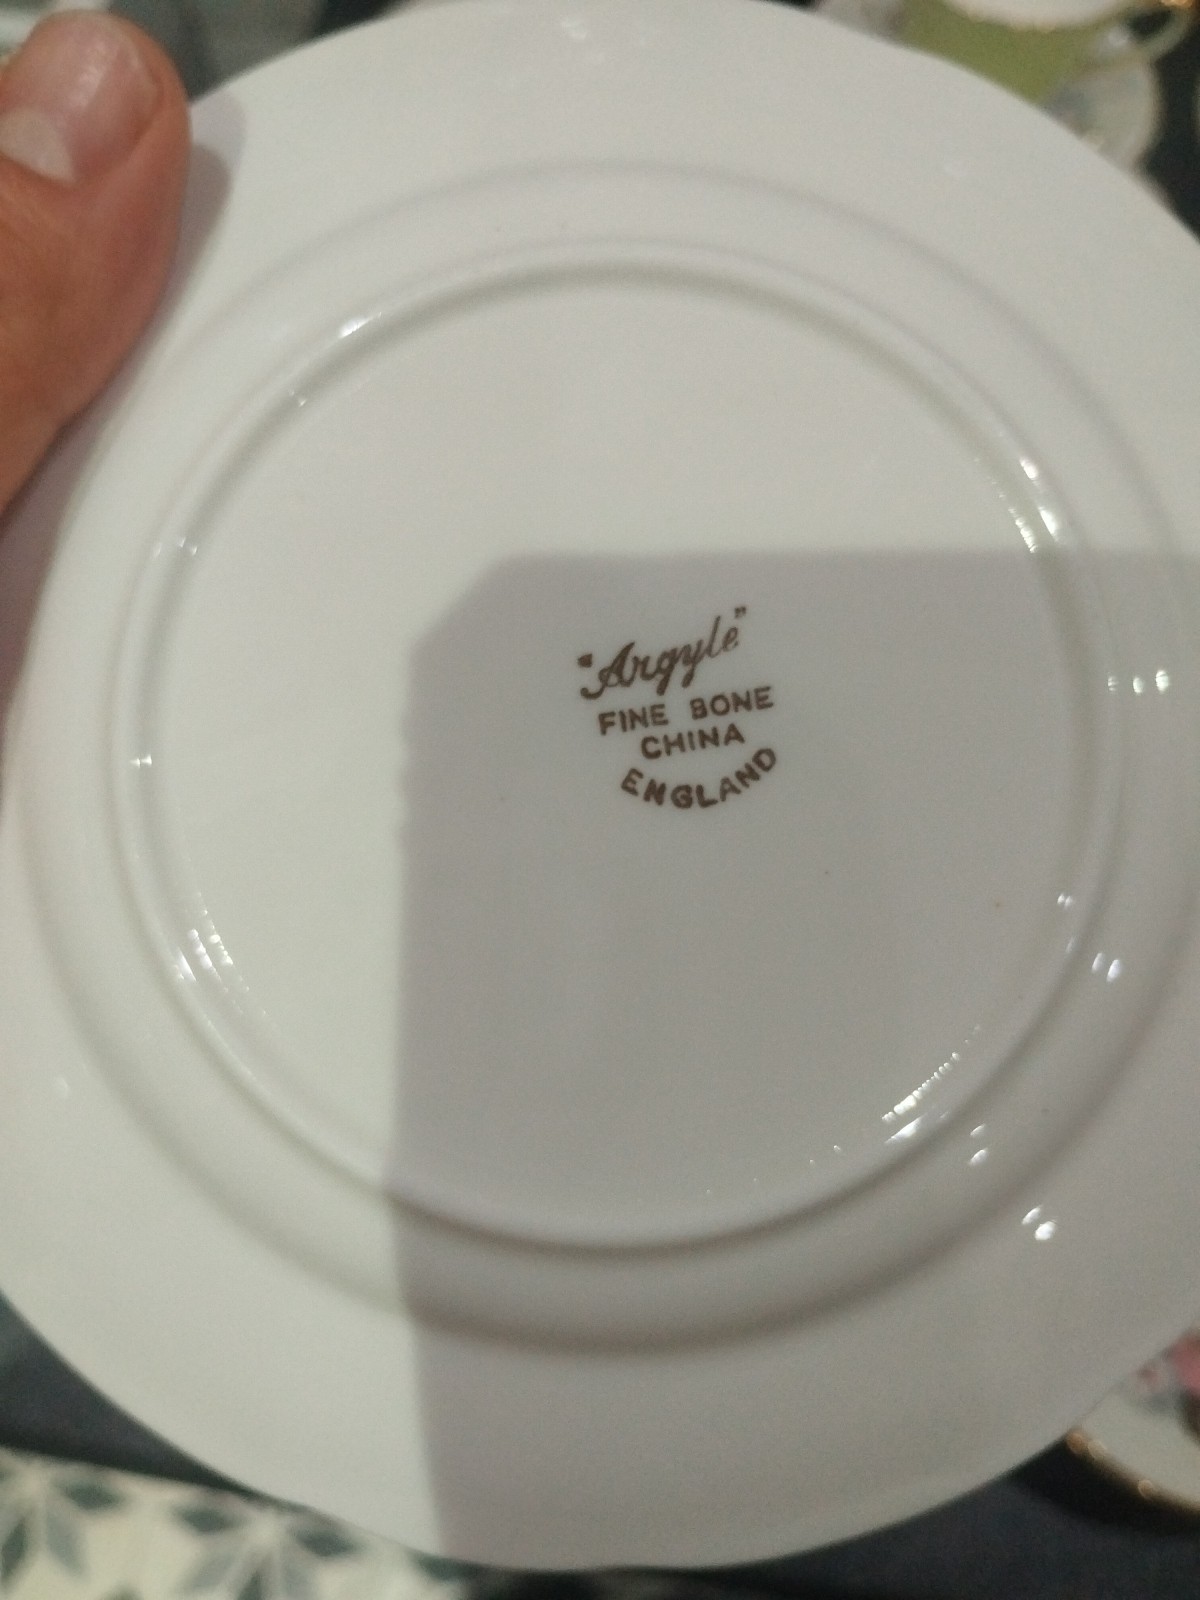 "Argyle"
FINE BONE
CHINA
ENGLAND